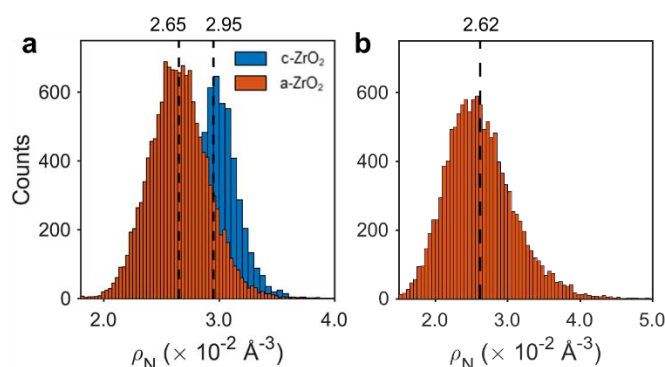 2.65 2.95
a
c-ZrO₂
a-ZrO₂
600
400
200
0
Counts
2.0 3.0 4.0
ρN (× 10⁻² Å⁻³)
2.62
b
800
600
400
200
0
2.0 3.0 4.0 5.0
ρN (× 10⁻² Å⁻³)